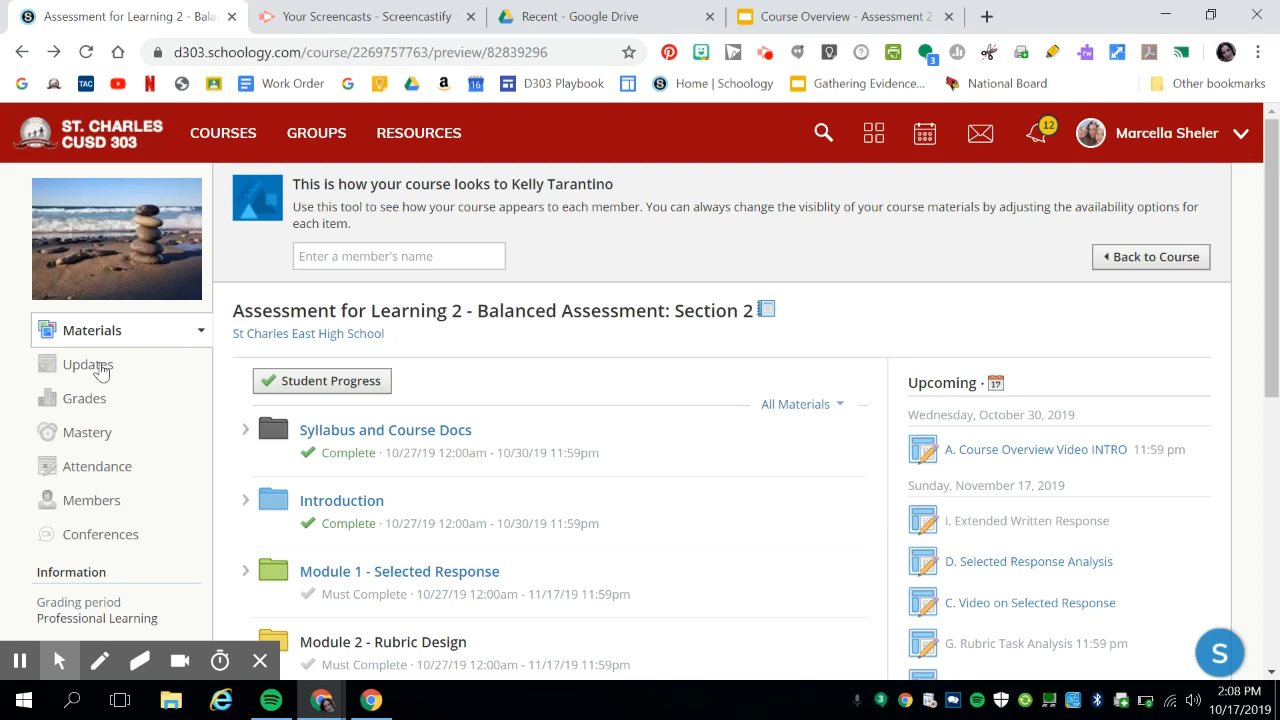 Assessment for Learning 2 - Bala
Your Screencasts - Screencastify
Recent - Google Drive
Course Overview - Assessment 2
d303.schoology.com/course/2269757763/preview/82839296
3
TAC
Work Order
16
D303 Playbook
Home | Schoology
Gathering Evidence...
National Board
Other bookmarks
ST. CHARLES
CUSD 303
COURSES
GROUPS
RESOURCES
12
Marcella Sheler
This is how your course looks to Kelly Tarantino
Use this tool to see how your course appears to each member. You can always change the visiblity of your course materials by adjusting the availability options for
each item.
Enter a member's name
Back to Course
Materials
Updates
Grades
Mastery
Attendance
Members
Conferences
Information
Grading period
Professional Learning
Assessment for Learning 2 - Balanced Assessment: Section 2
St Charles East High School
Student Progress
All Materials
Syllabus and Course Docs
Complete · 10/27/19 12:00am - 10/30/19 11:59pm
Introduction
Complete · 10/27/19 12:00am - 10/30/19 11:59pm
Module 1 - Selected Response
Must Complete · 10/27/19 12:00am - 11/17/19 11:59pm
Module 2 - Rubric Design
Must Complete · 10/27/19 12:00am - 11/17/19 11:59pm
Upcoming · 17
Wednesday, October 30, 2019
A. Course Overview Video INTRO 11:59 pm
Sunday, November 17, 2019
I. Extended Written Response
D. Selected Response Analysis
C. Video on Selected Response
G. Rubric Task Analysis 11:59 pm
S
2:08 PM
10/17/2019